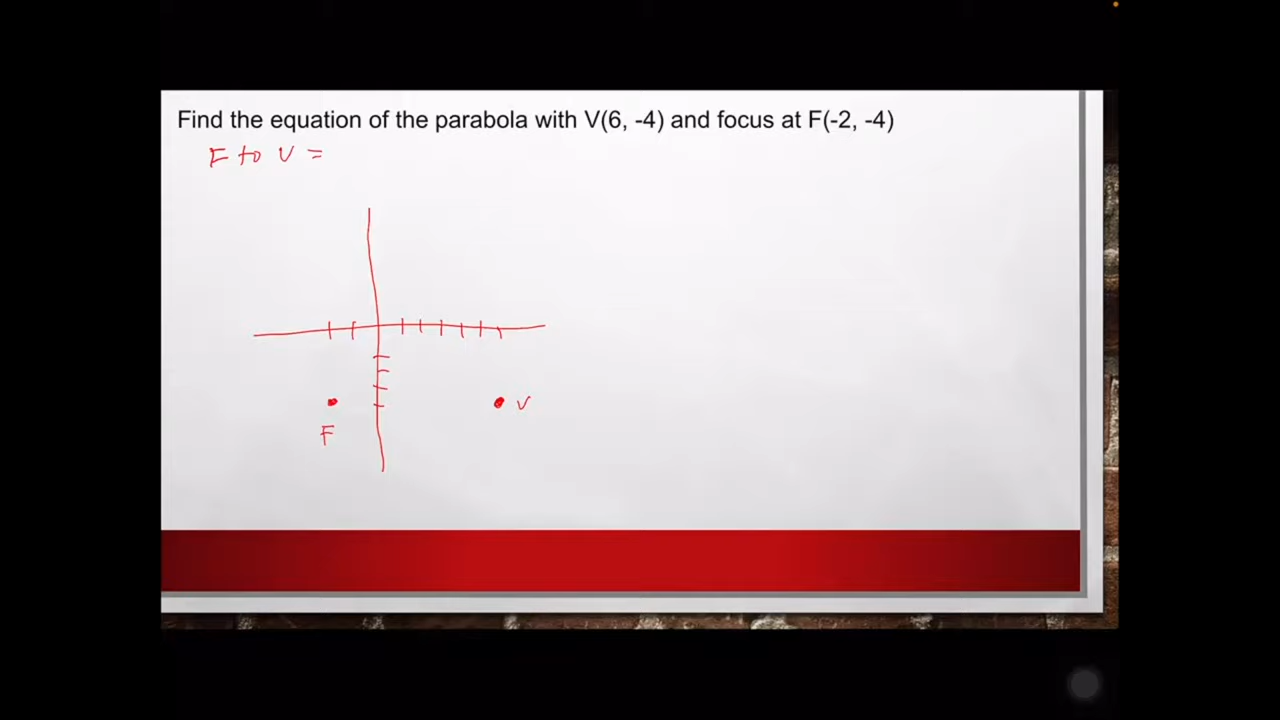 Find the equation of the parabola with V(6, -4) and focus at F(-2, -4)
F to V =
F
V